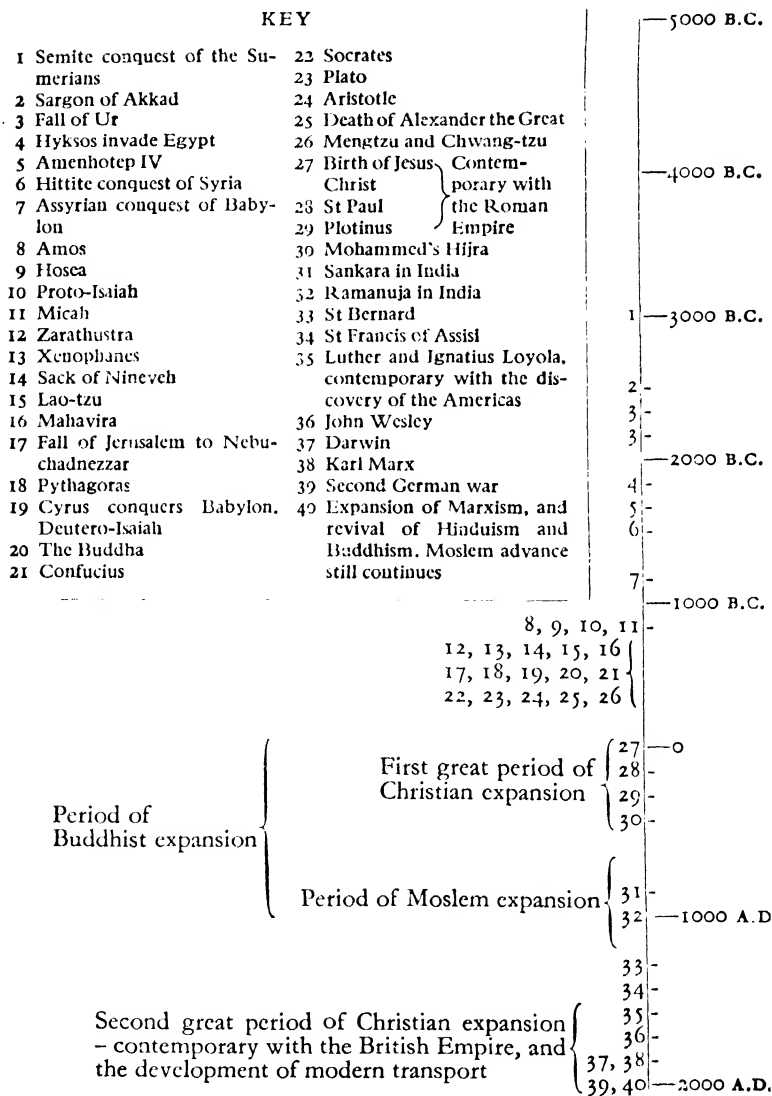 KEY
1 Semite conquest of the Su-
merians
2 Sargon of Akkad
3 Fall of Ur
4 Hyksos invade Egypt
5 Amenhotep IV
6 Hittite conquest of Syria
7 Assyrian conquest of Baby-
lon
8 Amos
9 Hosea
10 Proto-Isaiah
11 Micah
12 Zarathustra
13 Xenophanes
14 Sack of Nineveh
15 Lao-tzu
16 Mahavira
17 Fall of Jerusalem to Nebu-
chadnezzar
18 Pythagoras
19 Cyrus conquers Babylon.
Deutero-Isaiah
20 The Buddha
21 Confucius
22 Socrates
23 Plato
24 Aristotle
25 Death of Alexander the Great
26 Mengtzu and Chwang-tzu
27 Birth of Jesus
Christ
28 St Paul
29 Plotinus
Contem-
porary with
the Roman
Empire
30 Mohammed's Hijra
31 Sankara in India
32 Ramanuja in India
33 St Bernard
34 St Francis of Assisi
35 Luther and Ignatius Loyola,
contemporary with the dis-
covery of the Americas
36 John Wesley
37 Darwin
38 Karl Marx
39 Second German war
40 Expansion of Marxism, and
revival of Hinduism and
Buddhism. Moslem advance
still continues
5000 B.C.
4000 B.C.
1 3000 B.C.
2
3
3
2000 B.C.
4
5
6
7
1000 B.C.
8, 9, 10, 11
12, 13, 14, 15, 16
17, 18, 19, 20, 21
22, 23, 24, 25, 26
Period of
Buddhist expansion
First great period of
Christian expansion
27 0
28
29
30
Period of Moslem expansion
31
32 1000 A.D
33
34
Second great period of Christian expansion
– contemporary with the British Empire, and
the development of modern transport
35
36
37, 38
39, 40 2000 A.D.